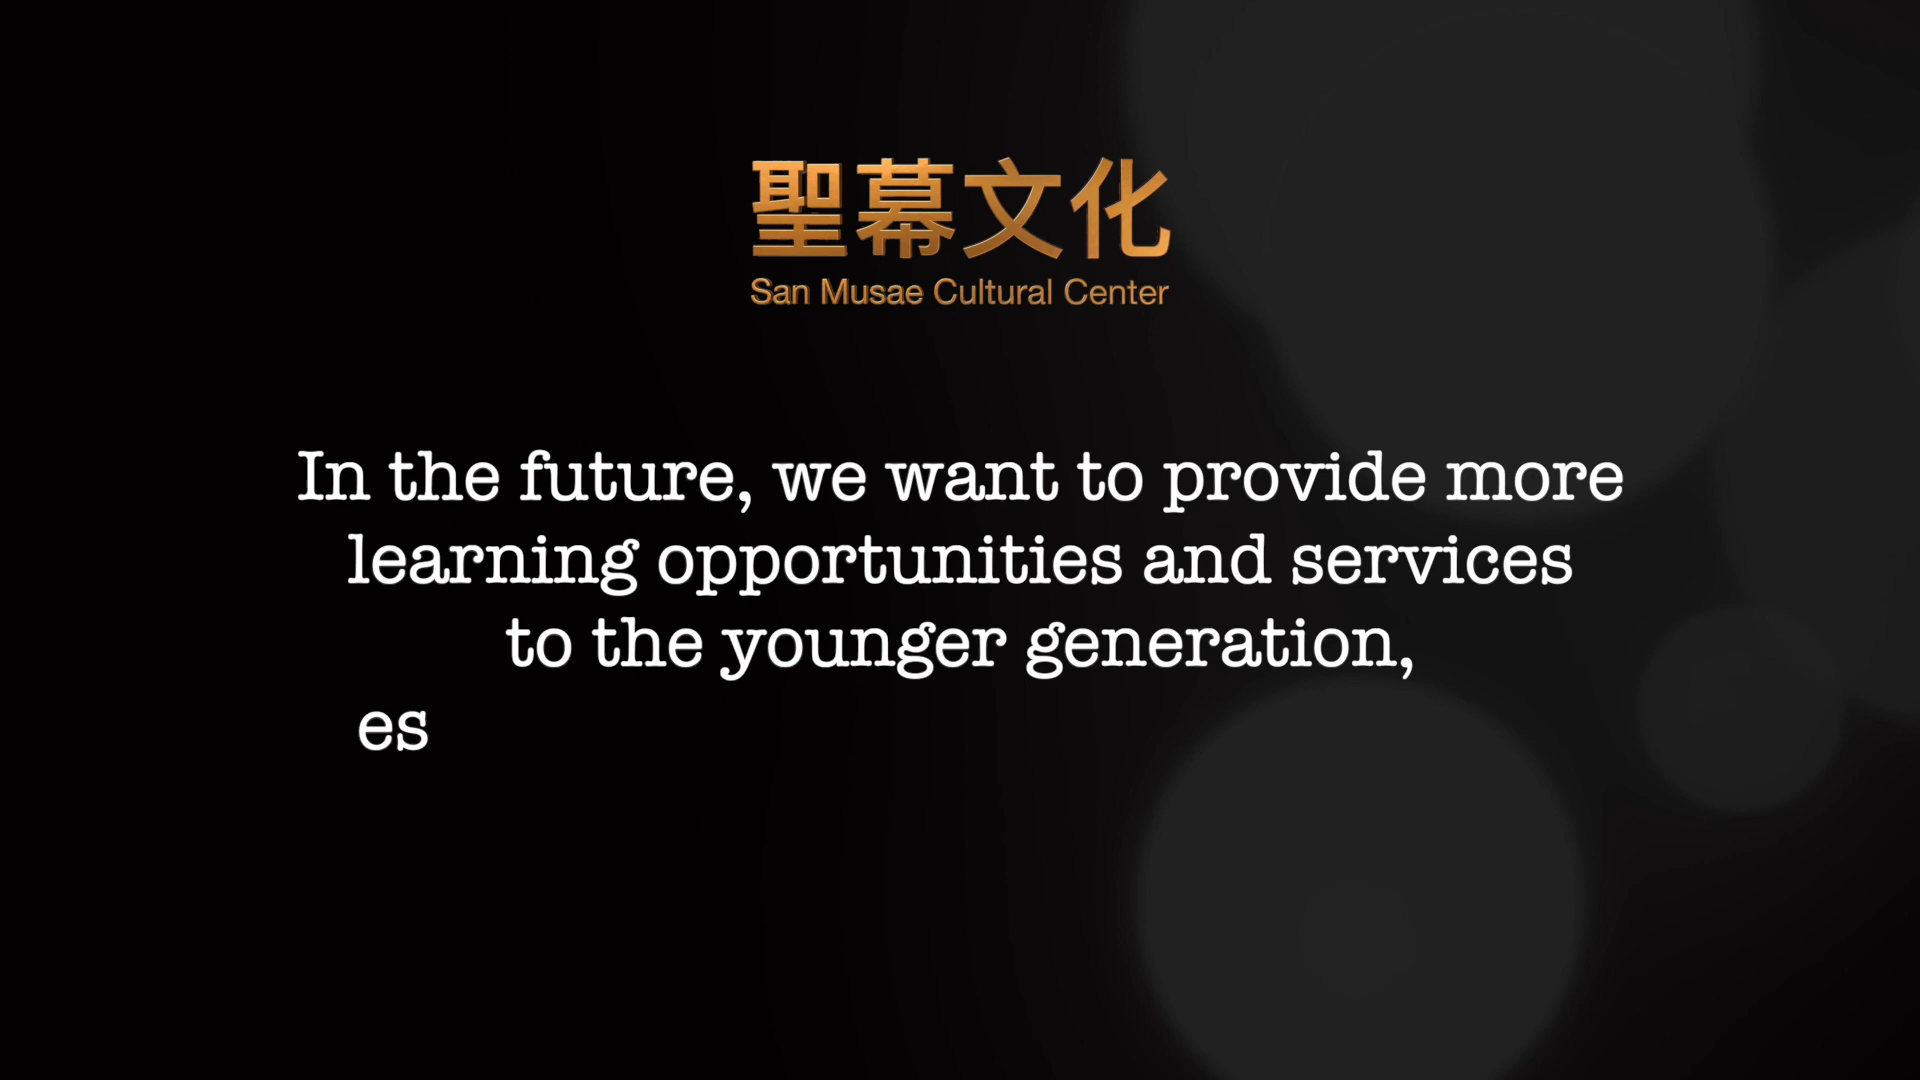 聖幕文化
San Musae Cultural Center
In the future, we want to provide more
learning opportunities and services
to the younger generation,
es